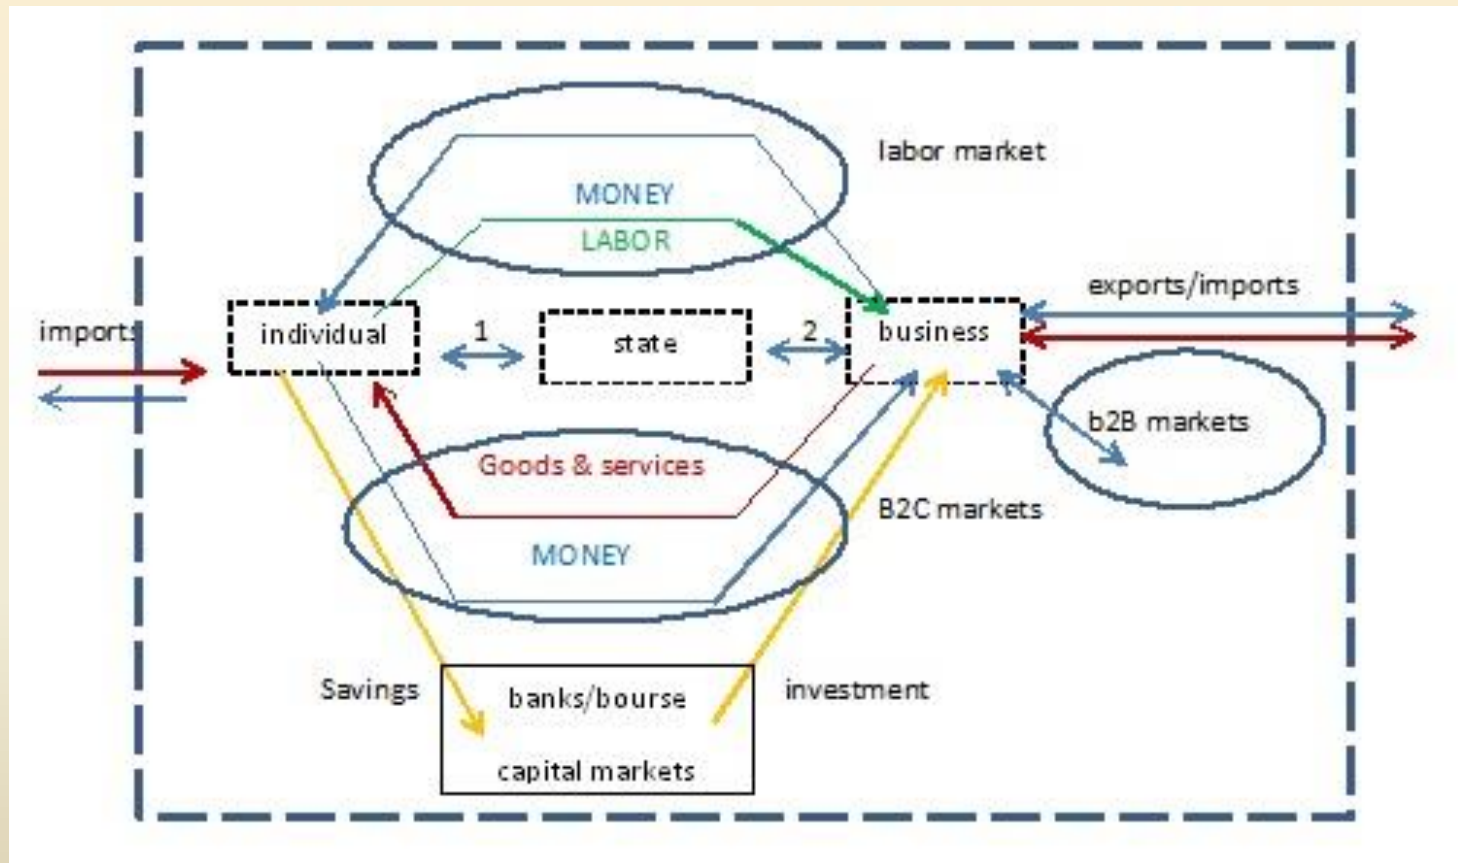 labor market
MONEY
LABOR
exports/imports
imports
individual
1
state
2
business
b2B markets
Goods & services
B2C markets
MONEY
Savings
banks/bourse
investment
capital markets